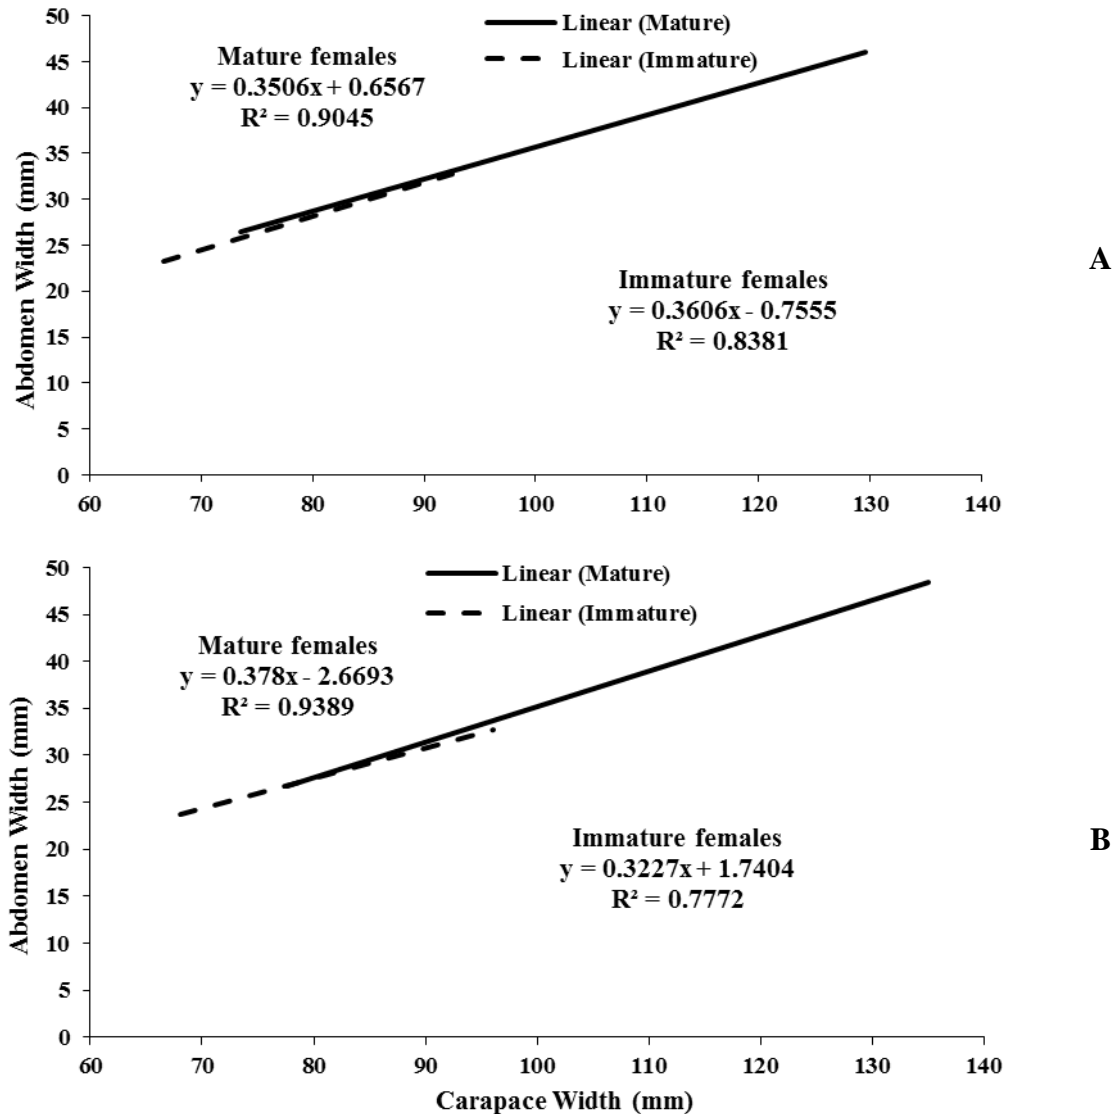 50
45
40
35
30
25
20
15
10
5
0
Abdomen Width (mm)
Linear (Mature)
Linear (Immature)
Mature females
y = 0.3506x + 0.6567
R² = 0.9045
Immature females
y = 0.3606x - 0.7555
R² = 0.8381
A
60 70 80 90 100 110 120 130 140
50
45
40
35
30
25
20
15
10
5
0
Abdomen Width (mm)
Linear (Mature)
Linear (Immature)
Mature females
y = 0.378x - 2.6693
R² = 0.9389
Immature females
y = 0.3227x + 1.7404
R² = 0.7772
B
60 70 80 90 100 110 120 130 140
Carapace Width (mm)